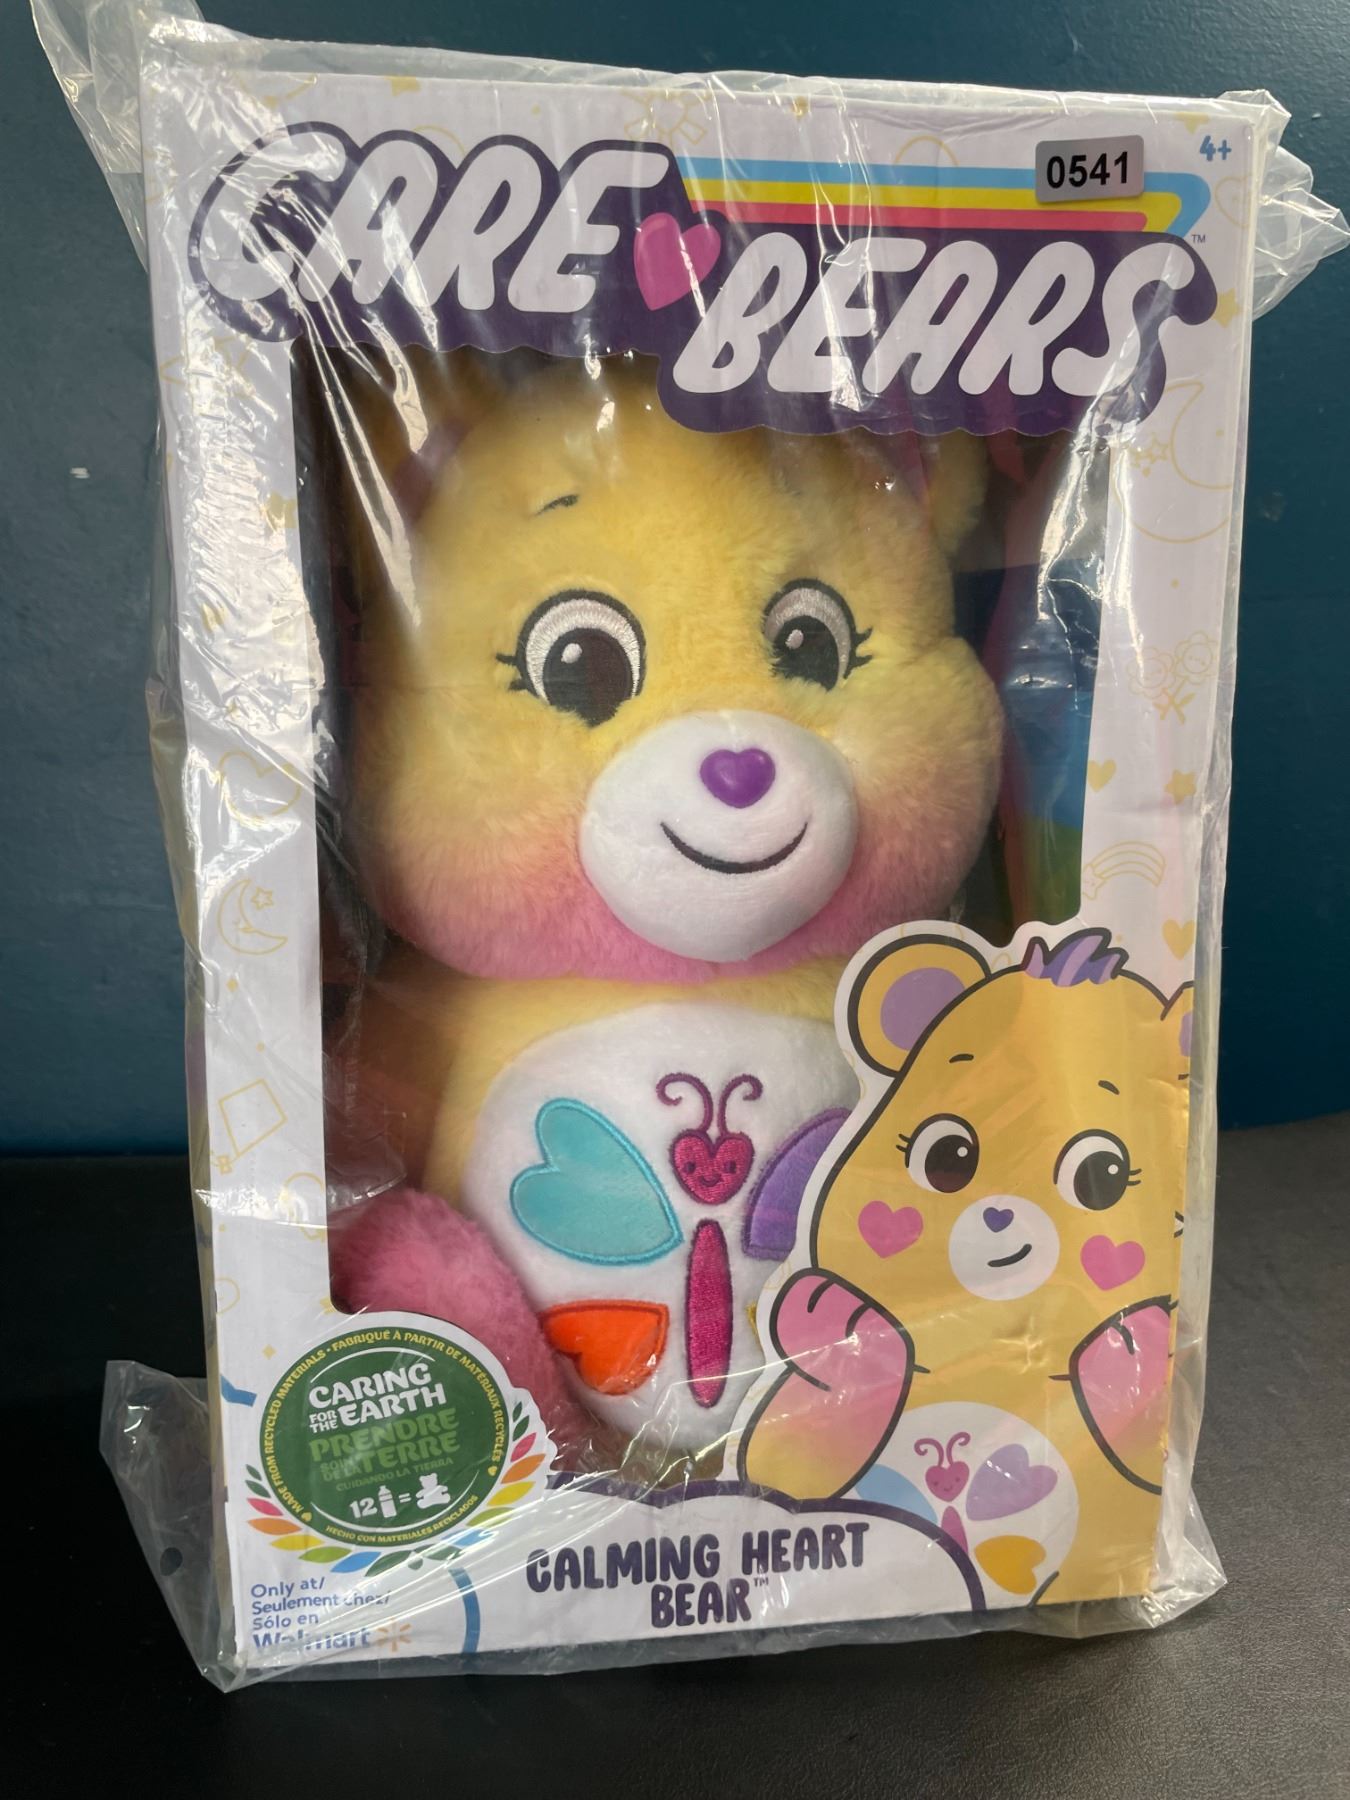 CARE BEARS™
0541
4+
MADE FROM RECYCLED MATERIALS • FABRIQUÉ À PARTIR DE MATÉRIAUX RECYCLÉS
CARING
FOR THE EARTH
PRENDRE
SOIN
DE LA TERRE
CUIDANDO LA TIERRA
12 =
HECHO CON MATERIALES RECICLADOS
CALMING HEART
BEAR™
Only at/
Seulement chez/
Sólo en
Walmart